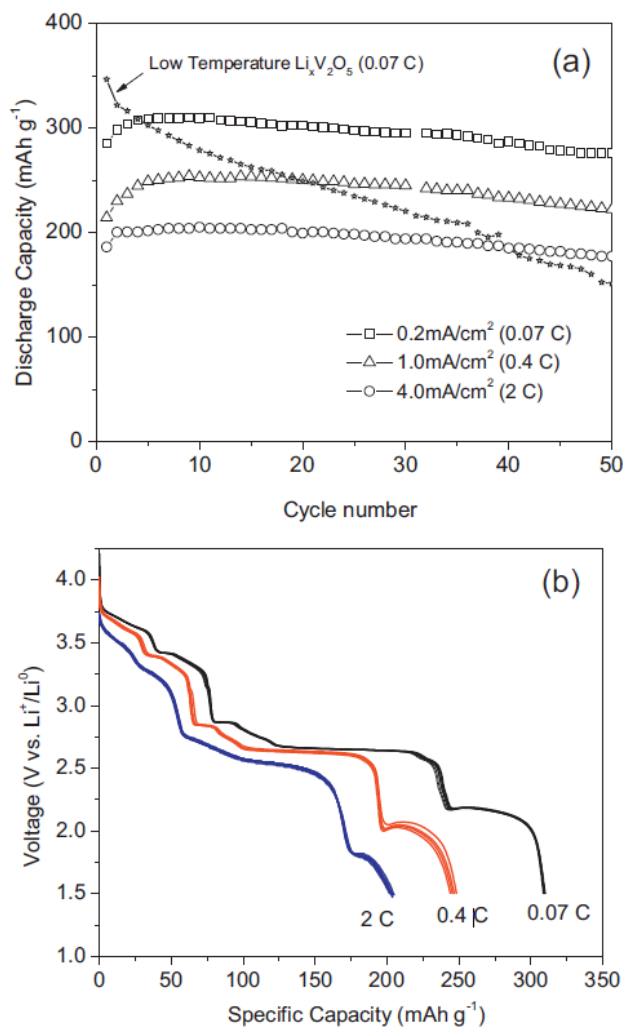 400
(a)
Low Temperature LiₓV₂O₅ (0.07 C)
300
200
100
0
Discharge Capacity (mAh g⁻¹)
0.2mA/cm² (0.07 C)
1.0mA/cm² (0.4 C)
4.0mA/cm² (2 C)
0 10 20 30 40 50
Cycle number
(b)
4.0
3.5
3.0
2.5
2.0
1.5
1.0
Voltage (V vs. Li⁺/Li⁰)
2 C 0.4 C 0.07 C
0 50 100 150 200 250 300 350
Specific Capacity (mAh g⁻¹)